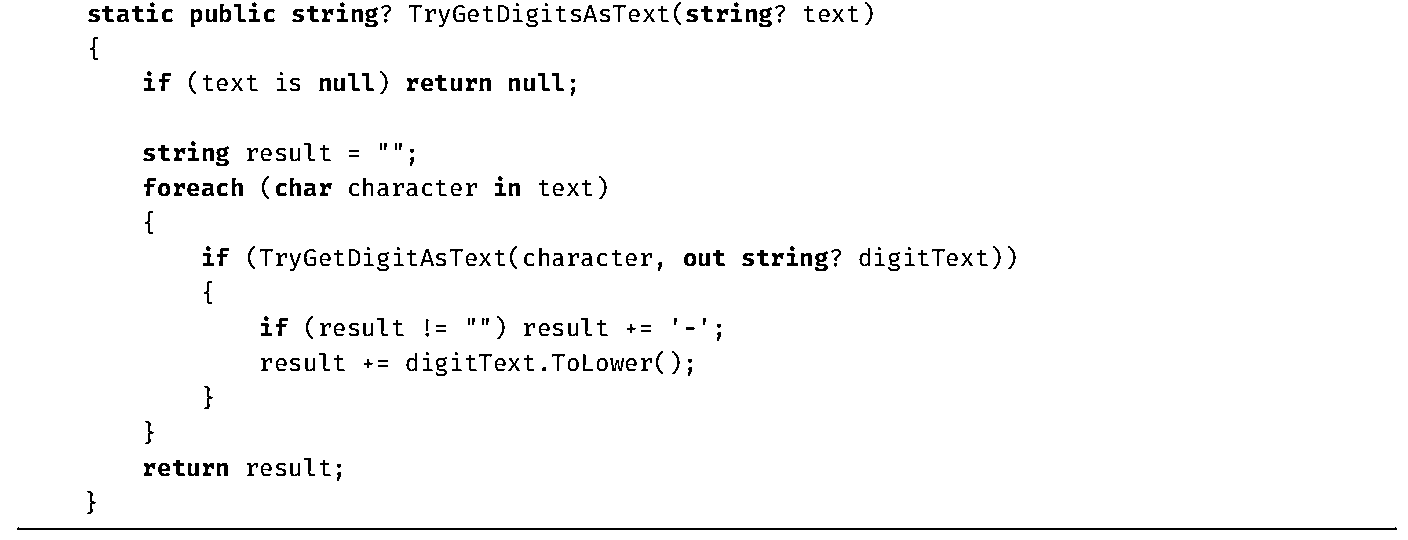 static public string? TryGetDigitsAsText(string? text)
{
    if (text is null) return null;

    string result = "";
    foreach (char character in text)
    {
        if (TryGetDigitAsText(character, out string? digitText))
        {
            if (result != "") result += '-';
            result += digitText.ToLower();
        }
    }
    return result;
}